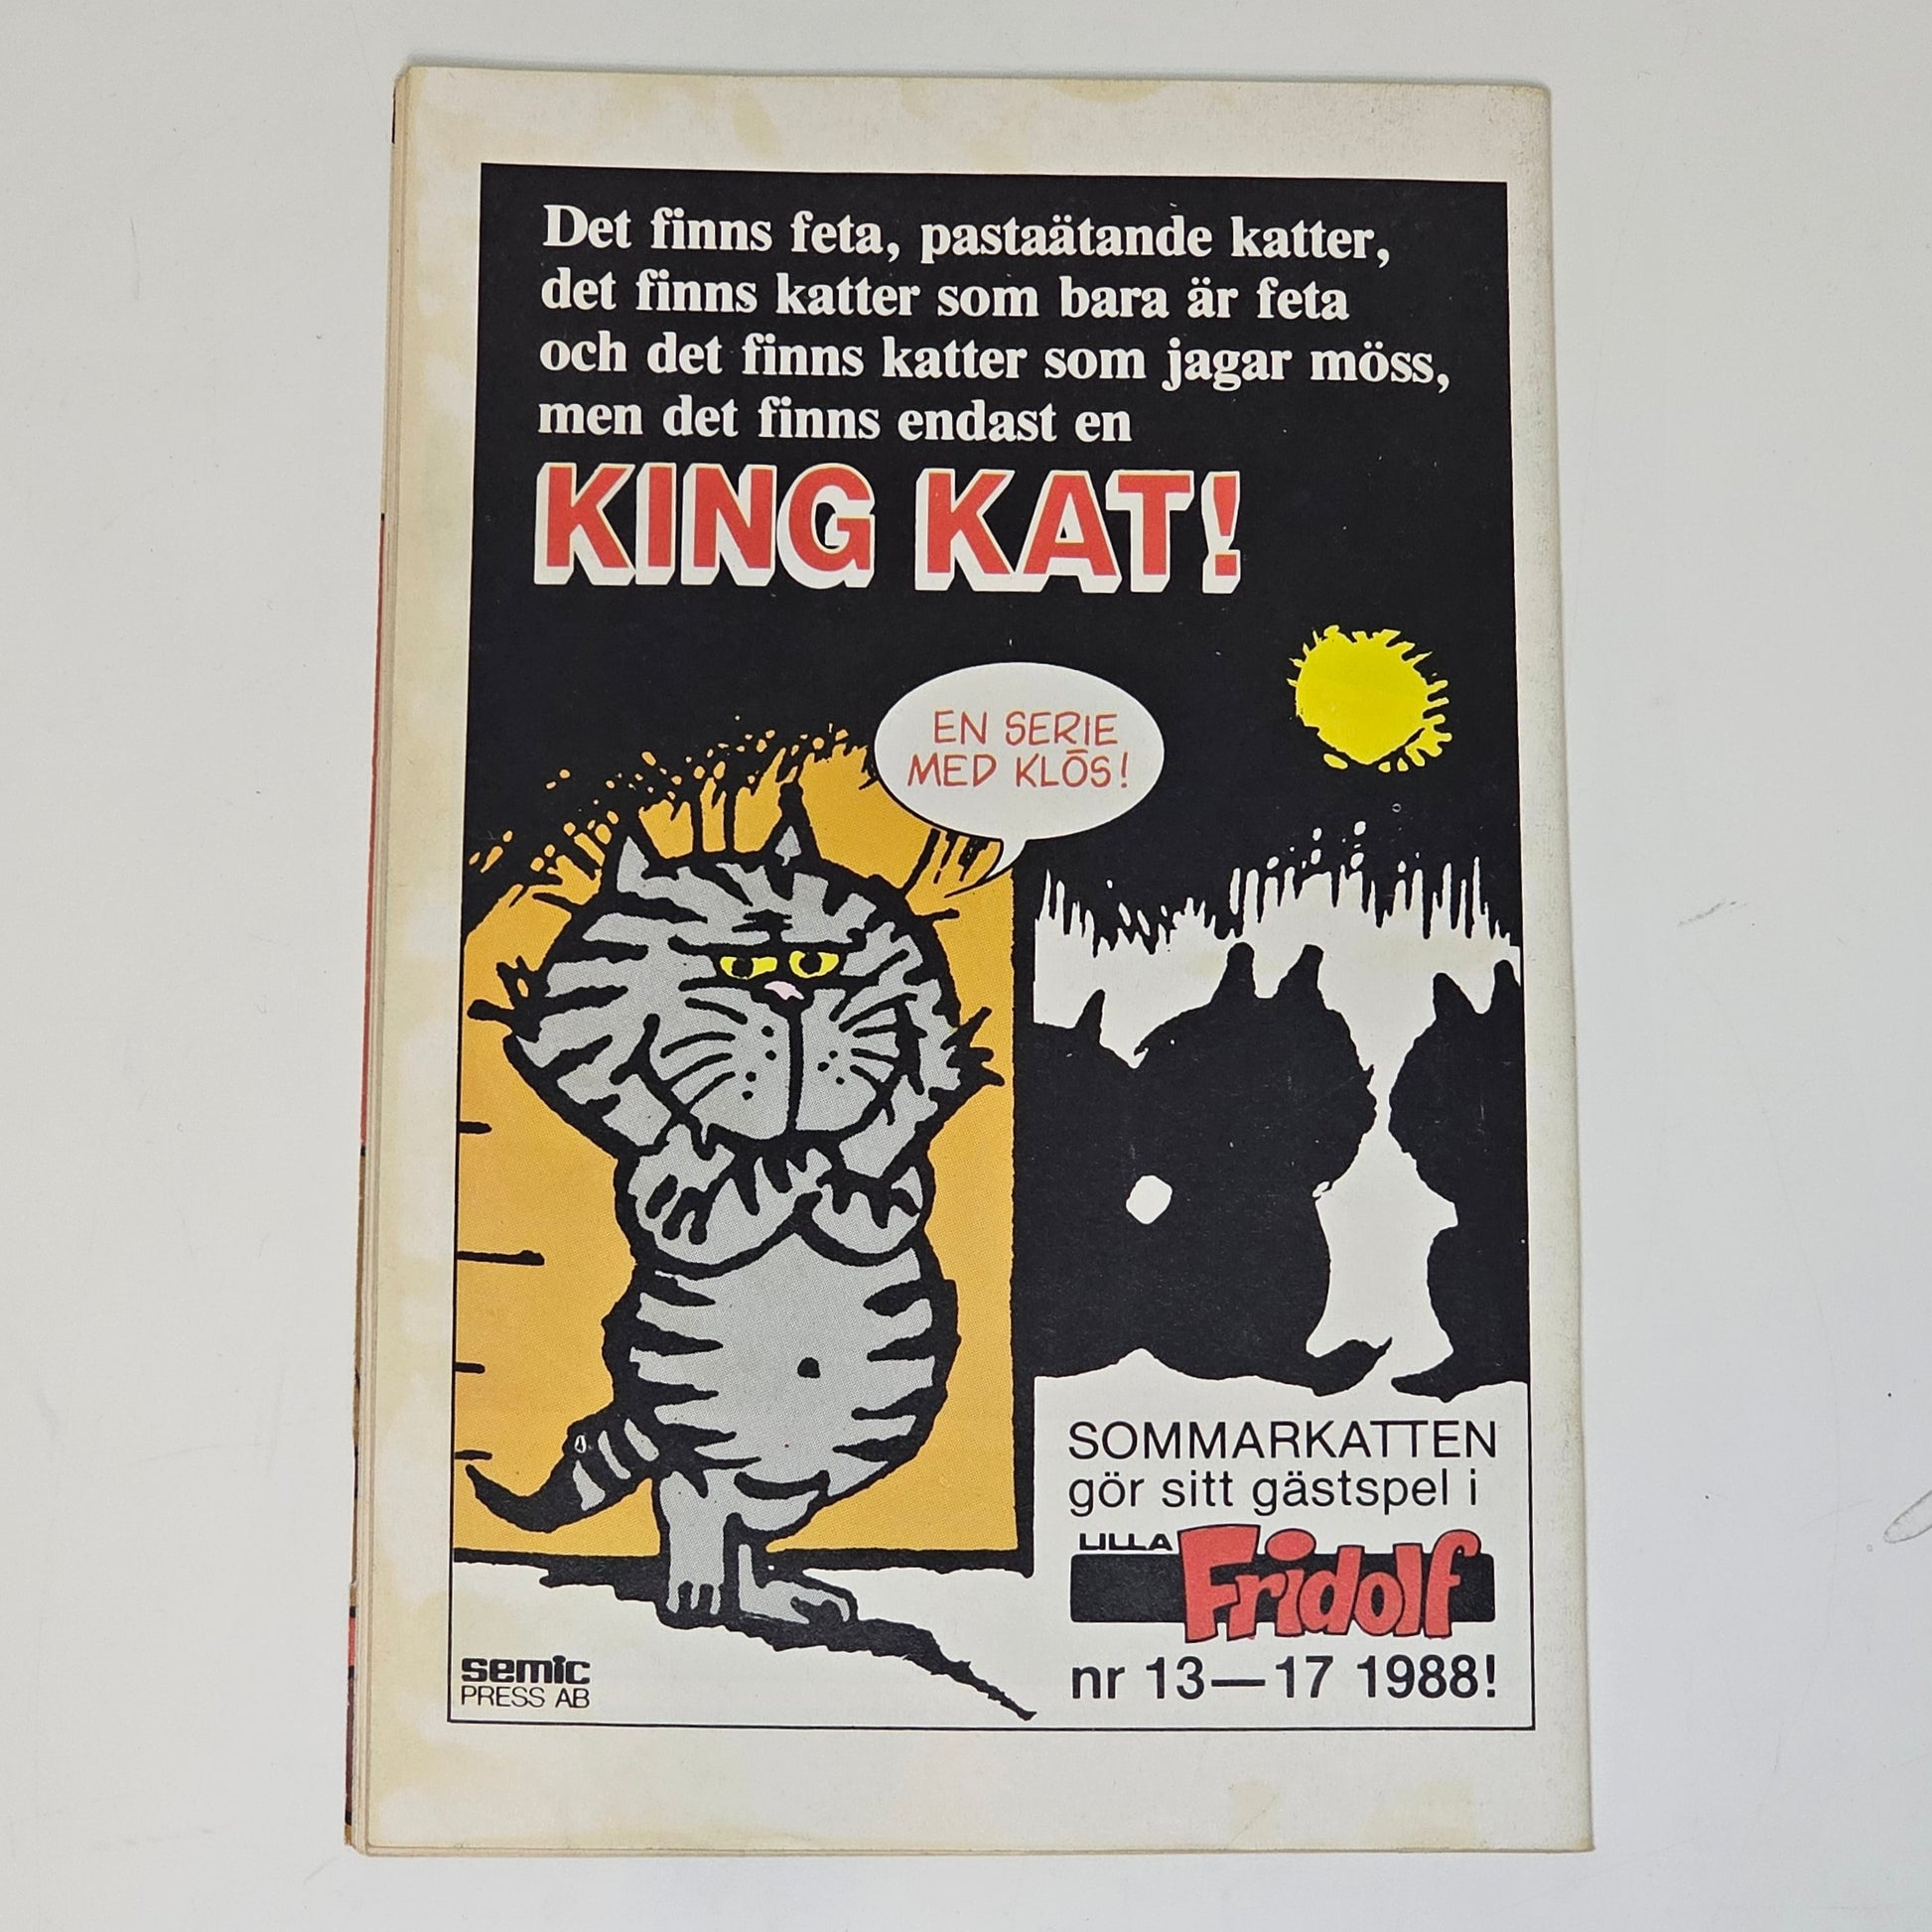 Det finns feta, pastaätande katter,
det finns katter som bara är feta
och det finns katter som jagar möss,
men det finns endast en
KING KAT!
EN SERIE
MED KLÖS!
SOMMARKATTEN
gör sitt gästspel i
LILLA
Fridolf
nr 13—17 1988!
semic
PRESS AB